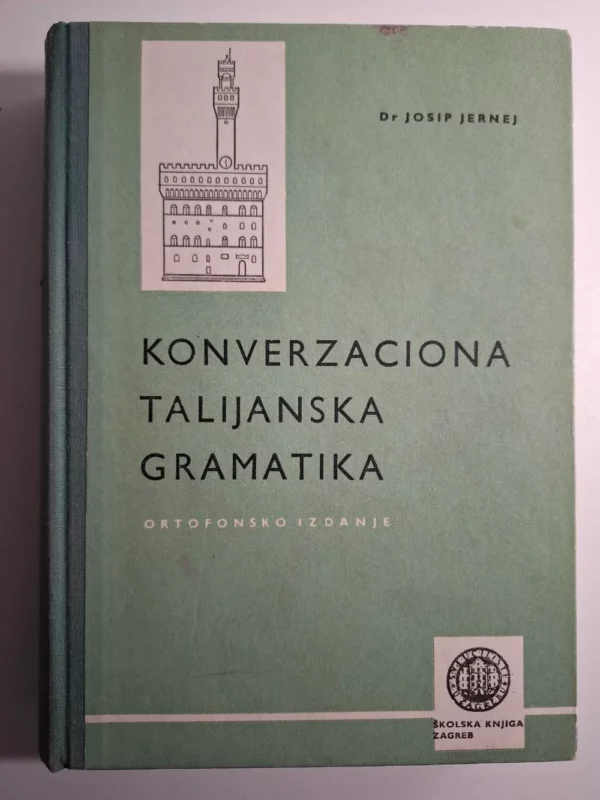 Dr JOSIP JERNEJ
KONVERZACIONA
TALIJANSKA
GRAMATIKA
ORTOFONSKO IZDANJE
ŠKOLSKA KNJIGA
ZAGREB